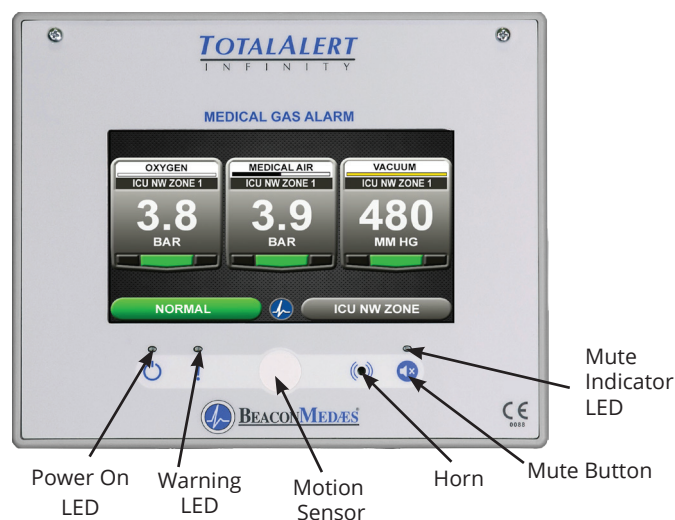 TOTALALERT
INFINITY
MEDICAL GAS ALARM
OXYGEN
ICU NW ZONE 1
3.8
BAR
MEDICAL AIR
ICU NW ZONE 1
3.9
BAR
VACUUM
ICU NW ZONE 1
480
MM HG
NORMAL
ICU NW ZONE
!
BEACONMEDÆS
CE
0088
Power On
LED
Warning
LED
Motion
Sensor
Horn
Mute Button
Mute
Indicator
LED